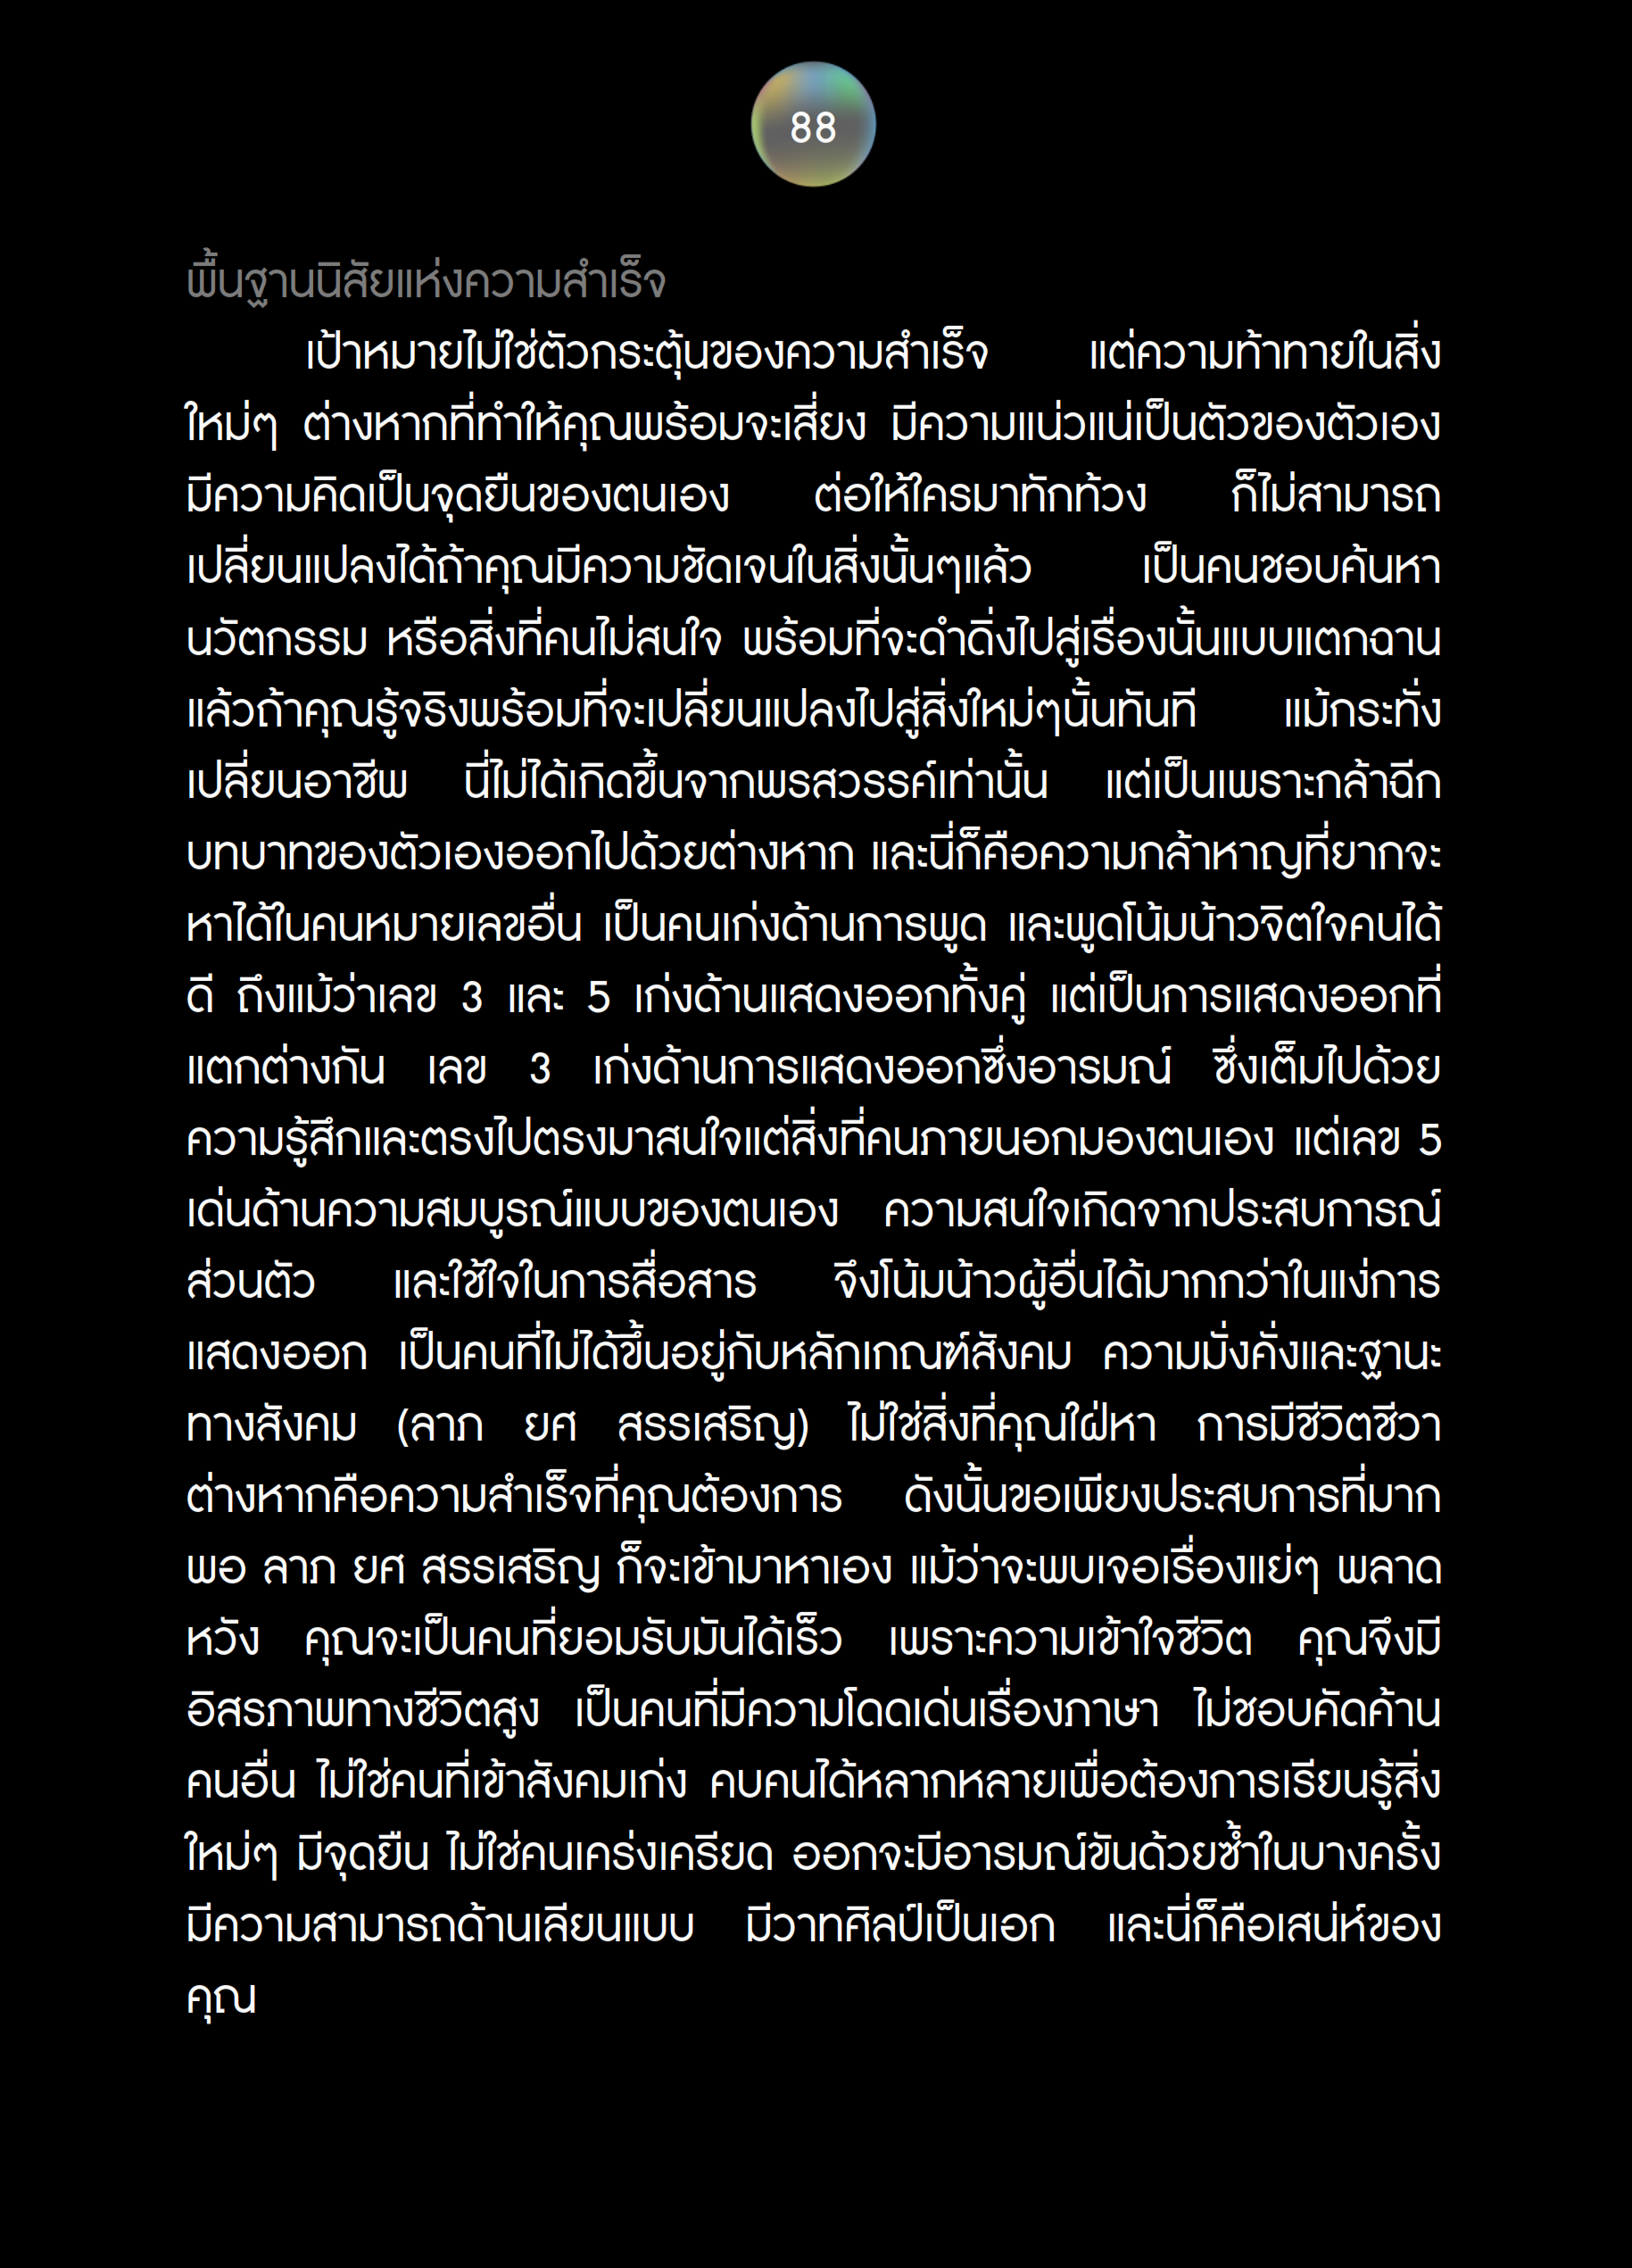 88
พื้นฐานนิสัยแห่งความสำเร็จ
เป้าหมายไม่ใช่ตัวกระตุ้นของความสำเร็จ แต่ความท้าทายในสิ่ง
ใหม่ๆ ต่างหากที่ทำให้คุณพร้อมจะเสี่ยง มีความแน่วแน่เป็นตัวของตัวเอง
มีความคิดเป็นจุดยืนของตนเอง ต่อให้ใครมาทักท้วง ก็ไม่สามารถ
เปลี่ยนแปลงได้ถ้าคุณมีความชัดเจนในสิ่งนั้นๆแล้ว เป็นคนชอบค้นหา
นวัตกรรม หรือสิ่งที่คนไม่สนใจ พร้อมที่จะดำดิ่งไปสู่เรื่องนั้นแบบแตกฉาน
แล้วถ้าคุณรู้จริงพร้อมที่จะเปลี่ยนแปลงไปสู่สิ่งใหม่ๆนั้นทันที แม้กระทั่ง
เปลี่ยนอาชีพ นี่ไม่ได้เกิดขึ้นจากพรสวรรค์เท่านั้น แต่เป็นเพราะกล้าฉีก
บทบาทของตัวเองออกไปด้วยต่างหาก และนี่ก็คือความกล้าหาญที่ยากจะ
หาได้ในคนหมายเลขอื่น เป็นคนเก่งด้านการพูด และพูดโน้มน้าวจิตใจคนได้
ดี ถึงแม้ว่าเลข 3 และ 5 เก่งด้านแสดงออกทั้งคู่ แต่เป็นการแสดงออกที่
แตกต่างกัน เลข 3 เก่งด้านการแสดงออกซึ่งอารมณ์ ซึ่งเต็มไปด้วย
ความรู้สึกและตรงไปตรงมาสนใจแต่สิ่งที่คนภายนอกมองตนเอง แต่เลข 5
เด่นด้านความสมบูรณ์แบบของตนเอง ความสนใจเกิดจากประสบการณ์
ส่วนตัว และใช้ใจในการสื่อสาร จึงโน้มน้าวผู้อื่นได้มากกว่าในแง่การ
แสดงออก เป็นคนที่ไม่ได้ขึ้นอยู่กับหลักเกณฑ์สังคม ความมั่งคั่งและฐานะ
ทางสังคม (ลาภ ยศ สรรเสริญ) ไม่ใช่สิ่งที่คุณใฝ่หา การมีชีวิตชีวา
ต่างหากคือความสำเร็จที่คุณต้องการ ดังนั้นขอเพียงประสบการที่มาก
พอ ลาภ ยศ สรรเสริญ ก็จะเข้ามาหาเอง แม้ว่าจะพบเจอเรื่องแย่ๆ พลาด
หวัง คุณจะเป็นคนที่ยอมรับมันได้เร็ว เพราะความเข้าใจชีวิต คุณจึงมี
อิสรภาพทางชีวิตสูง เป็นคนที่มีความโดดเด่นเรื่องภาษา ไม่ชอบคัดค้าน
คนอื่น ไม่ใช่คนที่เข้าสังคมเก่ง คบคนได้หลากหลายเพื่อต้องการเรียนรู้สิ่ง
ใหม่ๆ มีจุดยืน ไม่ใช่คนเคร่งเครียด ออกจะมีอารมณ์ขันด้วยซ้ำในบางครั้ง
มีความสามารถด้านเลียนแบบ มีวาทศิลป์เป็นเอก และนี่ก็คือเสน่ห์ของ
คุณ